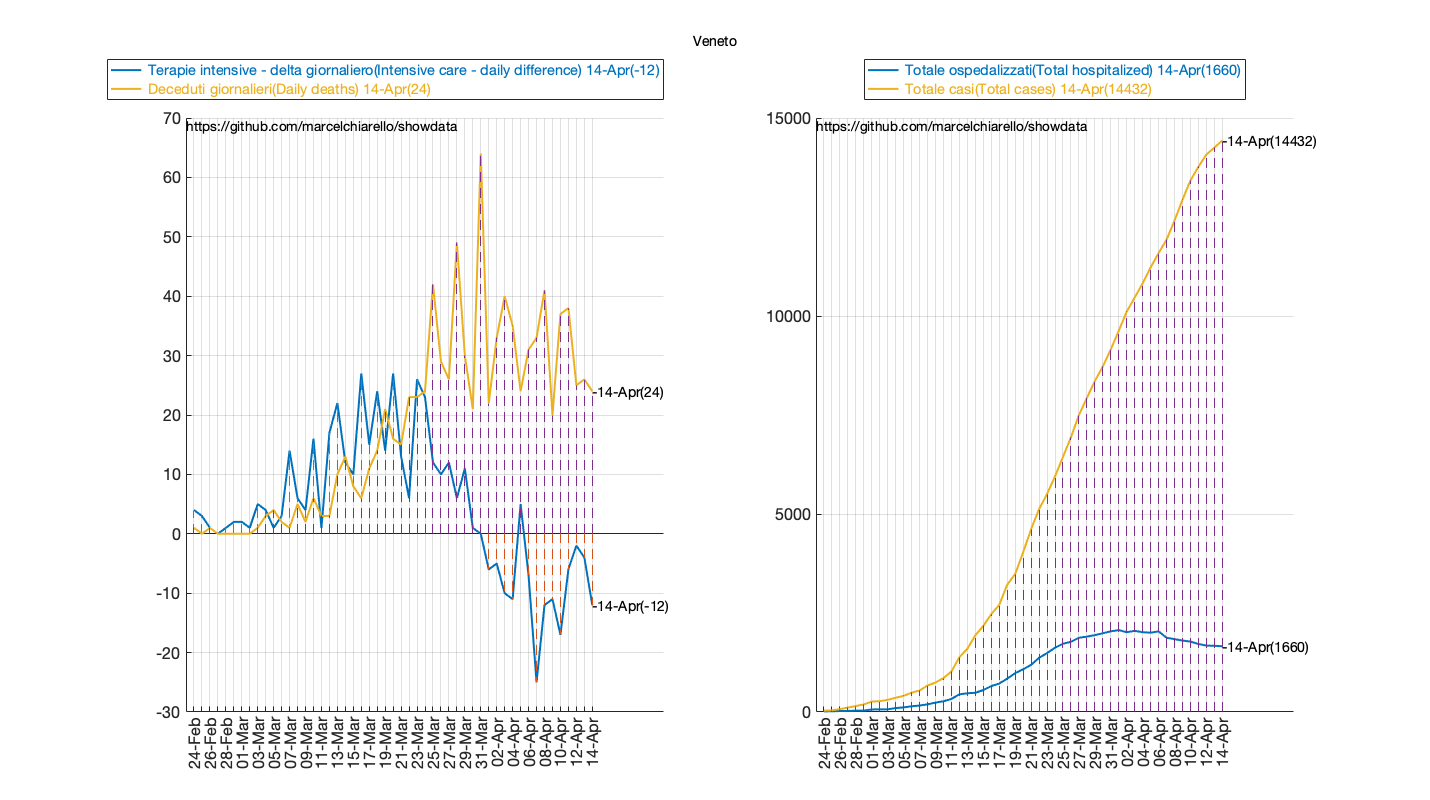 Veneto
Terapie intensive - delta giornaliero(Intensive care - daily difference) 14-Apr(-12)
Deceduti giornalieri(Daily deaths) 14-Apr(24)
70
https://github.com/marcelchiarello/showdata
60
50
40
30
20
10
0
-10
-20
-30
-14-Apr(24)
-14-Apr(-12)
24-Feb
26-Feb
28-Feb
01-Mar
03-Mar
05-Mar
07-Mar
09-Mar
11-Mar
13-Mar
15-Mar
17-Mar
19-Mar
21-Mar
23-Mar
25-Mar
27-Mar
29-Mar
31-Mar
02-Apr
04-Apr
06-Apr
08-Apr
10-Apr
12-Apr
14-Apr
Totale ospedalizzati(Total hospitalized) 14-Apr(1660)
Totale casi(Total cases) 14-Apr(14432)
15000
https://github.com/marcelchiarello/showdata
10000
5000
0
-14-Apr(14432)
-14-Apr(1660)
24-Feb
26-Feb
28-Feb
01-Mar
03-Mar
05-Mar
07-Mar
09-Mar
11-Mar
13-Mar
15-Mar
17-Mar
19-Mar
21-Mar
23-Mar
25-Mar
27-Mar
29-Mar
31-Mar
02-Apr
04-Apr
06-Apr
08-Apr
10-Apr
12-Apr
14-Apr